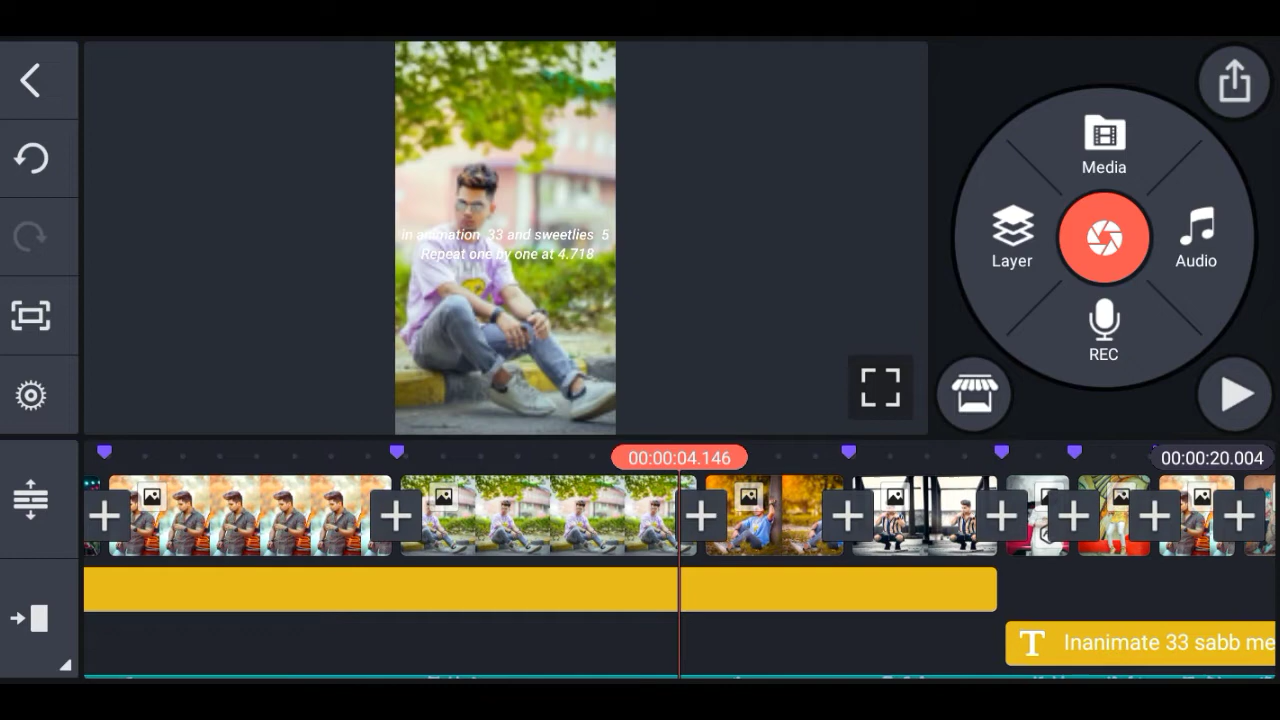 Media
Layer
Audio
REC
in animation 33 and sweetlies 5
Repeat one by one at 4.718
00:00:04.146
00:00:20.004
T Inanimate 33 sabb me